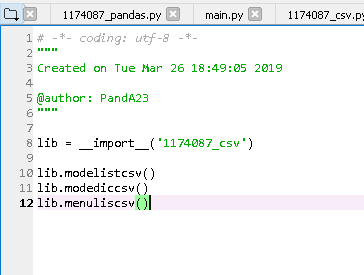 1174087_pandas.py main.py 1174087_csv.py
1 # -*- coding: utf-8 -*-
2 """
3 Created on Tue Mar 26 18:49:05 2019
4
5 @author: PandA23
6 """
7
8 lib = __import__('1174087_csv')
9
10 lib.modelistcsv()
11 lib.modediccsv()
12 lib.menuliscsv()